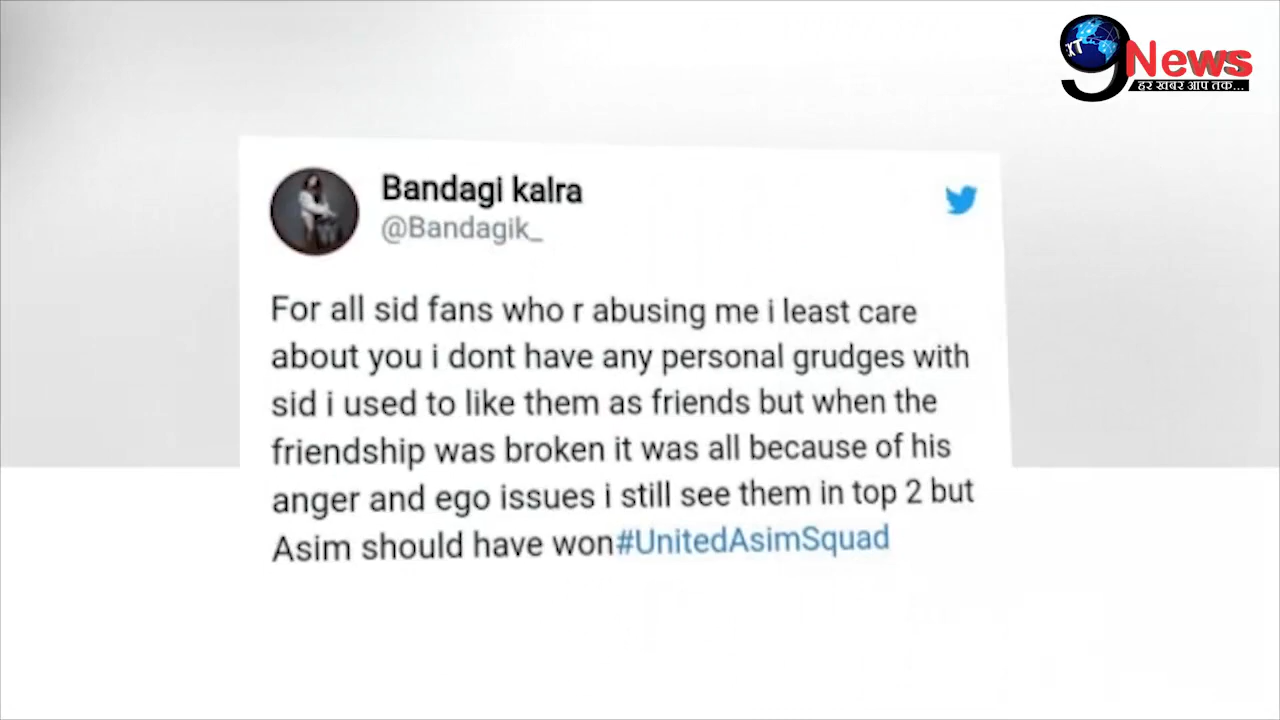 XT
9 News
हर खबर आप तक...
Bandagi kalra
@Bandagik_
For all sid fans who r abusing me i least care
about you i dont have any personal grudges with
sid i used to like them as friends but when the
friendship was broken it was all because of his
anger and ego issues i still see them in top 2 but
Asim should have won#UnitedAsimSquad